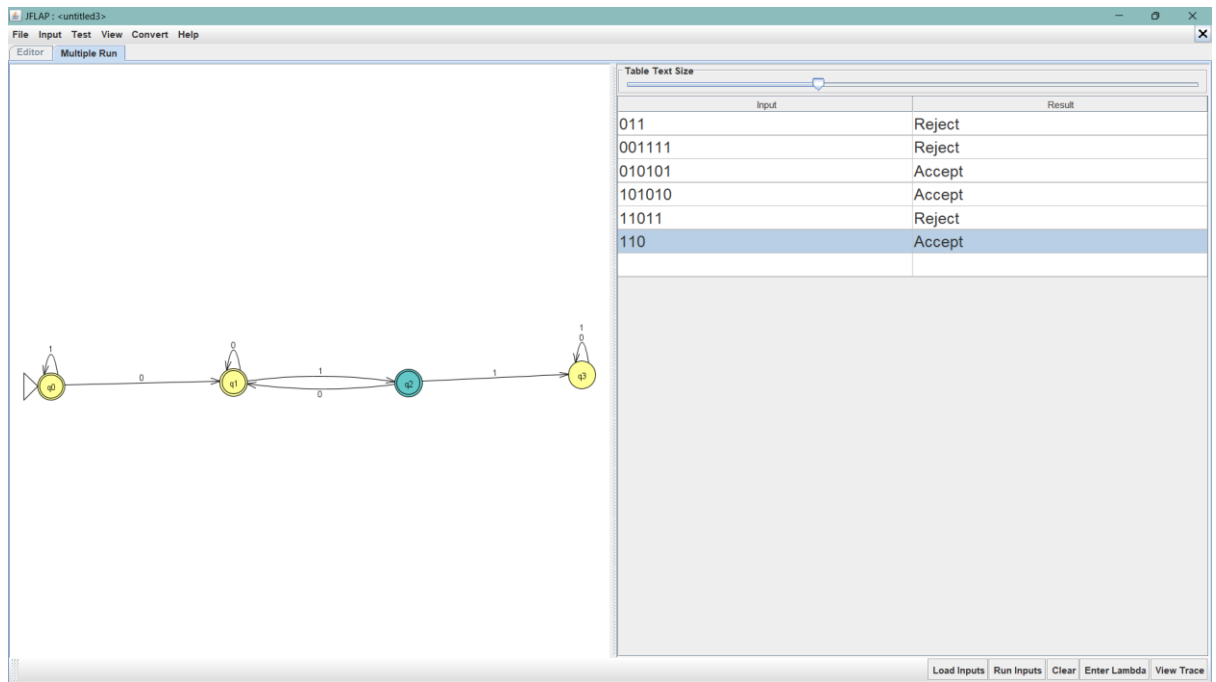 JFLAP : <untitled3>
File Input Test View Convert Help
Editor Multiple Run
Table Text Size
Input Result
011 Reject
001111 Reject
010101 Accept
101010 Accept
11011 Reject
110 Accept
1
0
1 0 1
0
q0 0 q1 1 q2 1 q3
0
Load Inputs Run Inputs Clear Enter Lambda View Trace